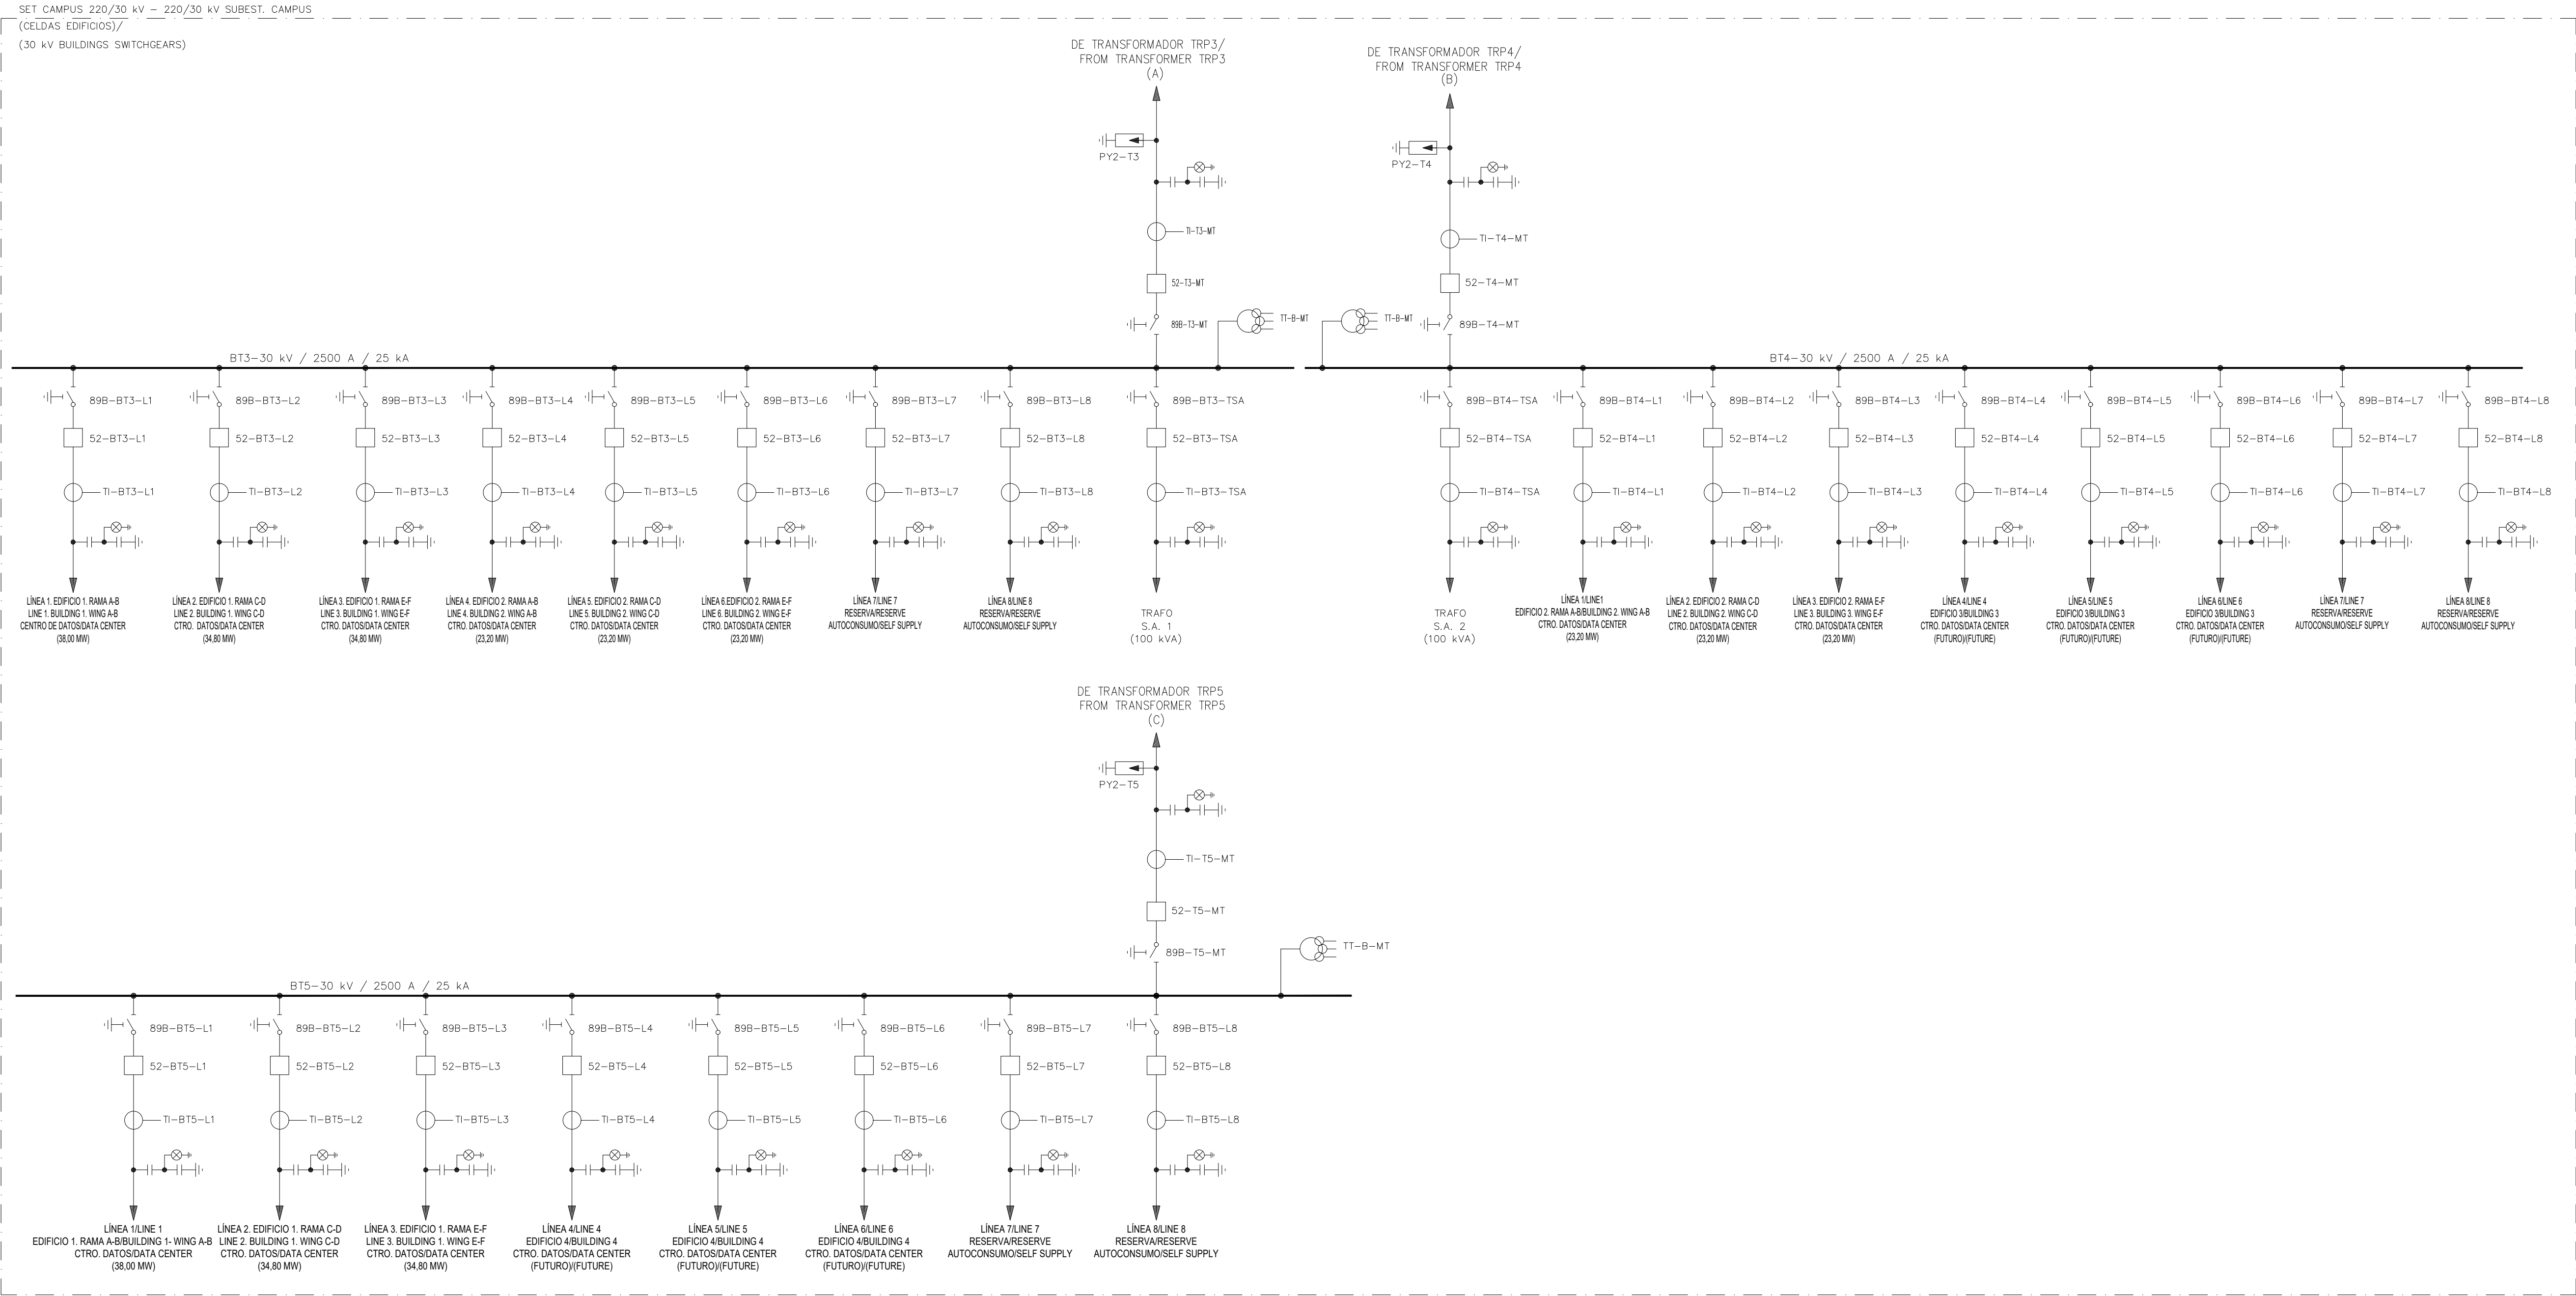 SET CAMPUS 220/30 kV – 220/30 kV SUBEST. CAMPUS
(CELDAS EDIFICIOS)/
(30 kV BUILDINGS SWITCHGEARS)
DE TRANSFORMADOR TRP3/
FROM TRANSFORMER TRP3
(A)
PY2-T3
TI-T3-MT
52-T3-MT
89B-T3-MT
TT-B-MT
DE TRANSFORMADOR TRP4/
FROM TRANSFORMER TRP4
(B)
PY2-T4
TI-T4-MT
52-T4-MT
TT-B-MT
89B-T4-MT
BT3-30 kV / 2500 A / 25 kA
89B-BT3-L1
52-BT3-L1
TI-BT3-L1
LÍNEA 1. EDIFICIO 1. RAMA A-B
LINE 1. BUILDING 1. WING A-B
CENTRO DE DATOS/DATA CENTER
(38,00 MW)
89B-BT3-L2
52-BT3-L2
TI-BT3-L2
LÍNEA 2. EDIFICIO 1. RAMA C-D
LINE 2. BUILDING 1. WING C-D
CTRO. DATOS/DATA CENTER
(34,80 MW)
89B-BT3-L3
52-BT3-L3
TI-BT3-L3
LÍNEA 3. EDIFICIO 1. RAMA E-F
LINE 3. BUILDING 1. WING E-F
CTRO. DATOS/DATA CENTER
(34,80 MW)
89B-BT3-L4
52-BT3-L4
TI-BT3-L4
LÍNEA 4. EDIFICIO 2. RAMA A-B
LINE 4. BUILDING 2. WING A-B
CTRO. DATOS/DATA CENTER
(23,20 MW)
89B-BT3-L5
52-BT3-L5
TI-BT3-L5
LÍNEA 5. EDIFICIO 2. RAMA C-D
LINE 5. BUILDING 2. WING C-D
CTRO. DATOS/DATA CENTER
(23,20 MW)
89B-BT3-L6
52-BT3-L6
TI-BT3-L6
LÍNEA 6.EDIFICIO 2. RAMA E-F
LINE 6. BUILDING 2. WING E-F
CTRO. DATOS/DATA CENTER
(23,20 MW)
89B-BT3-L7
52-BT3-L7
TI-BT3-L7
LÍNEA 7/LINE 7
RESERVA/RESERVE
AUTOCONSUMO/SELF SUPPLY
89B-BT3-L8
52-BT3-L8
TI-BT3-L8
LÍNEA 8/LINE 8
RESERVA/RESERVE
AUTOCONSUMO/SELF SUPPLY
89B-BT3-TSA
52-BT3-TSA
TI-BT3-TSA
TRAFO
S.A. 1
(100 kVA)
BT4-30 kV / 2500 A / 25 kA
89B-BT4-TSA
52-BT4-TSA
TI-BT4-TSA
TRAFO
S.A. 2
(100 kVA)
89B-BT4-L1
52-BT4-L1
TI-BT4-L1
LÍNEA 1/LINE1
EDIFICIO 2. RAMA A-B/BUILDING 2. WING A-B
CTRO. DATOS/DATA CENTER
(23,20 MW)
89B-BT4-L2
52-BT4-L2
TI-BT4-L2
LÍNEA 2. EDIFICIO 2. RAMA C-D
LINE 2. BUILDING 2. WING C-D
CTRO. DATOS/DATA CENTER
(23,20 MW)
89B-BT4-L3
52-BT4-L3
TI-BT4-L3
LÍNEA 3. EDIFICIO 2. RAMA E-F
LINE 3. BUILDING 3. WING E-F
CTRO. DATOS/DATA CENTER
(23,20 MW)
89B-BT4-L4
52-BT4-L4
TI-BT4-L4
LÍNEA 4/LINE 4
EDIFICIO 3/BUILDING 3
CTRO. DATOS/DATA CENTER
(FUTURO)/(FUTURE)
89B-BT4-L5
52-BT4-L5
TI-BT4-L5
LÍNEA 5/LINE 5
EDIFICIO 3/BUILDING 3
CTRO. DATOS/DATA CENTER
(FUTURO)/(FUTURE)
89B-BT4-L6
52-BT4-L6
TI-BT4-L6
LÍNEA 6/LINE 6
EDIFICIO 3/BUILDING 3
CTRO. DATOS/DATA CENTER
(FUTURO)/(FUTURE)
89B-BT4-L7
52-BT4-L7
TI-BT4-L7
LÍNEA 7/LINE 7
RESERVA/RESERVE
AUTOCONSUMO/SELF SUPPLY
89B-BT4-L8
52-BT4-L8
TI-BT4-L8
LÍNEA 8/LINE 8
RESERVA/RESERVE
AUTOCONSUMO/SELF SUPPLY
DE TRANSFORMADOR TRP5
FROM TRANSFORMER TRP5
(C)
PY2-T5
TI-T5-MT
52-T5-MT
89B-T5-MT
TT-B-MT
BT5-30 kV / 2500 A / 25 kA
89B-BT5-L1
52-BT5-L1
TI-BT5-L1
LÍNEA 1/LINE 1
EDIFICIO 1. RAMA A-B/BUILDING 1- WING A-B
CTRO. DATOS/DATA CENTER
(38,00 MW)
89B-BT5-L2
52-BT5-L2
TI-BT5-L2
LÍNEA 2. EDIFICIO 1. RAMA C-D
LINE 2. BUILDING 1. WING C-D
CTRO. DATOS/DATA CENTER
(34,80 MW)
89B-BT5-L3
52-BT5-L3
TI-BT5-L3
LÍNEA 3. EDIFICIO 1. RAMA E-F
LINE 3. BUILDING 1. WING E-F
CTRO. DATOS/DATA CENTER
(34,80 MW)
89B-BT5-L4
52-BT5-L4
TI-BT5-L4
LÍNEA 4/LINE 4
EDIFICIO 4/BUILDING 4
CTRO. DATOS/DATA CENTER
(FUTURO)/(FUTURE)
89B-BT5-L5
52-BT5-L5
TI-BT5-L5
LÍNEA 5/LINE 5
EDIFICIO 4/BUILDING 4
CTRO. DATOS/DATA CENTER
(FUTURO)/(FUTURE)
89B-BT5-L6
52-BT5-L6
TI-BT5-L6
LÍNEA 6/LINE 6
EDIFICIO 4/BUILDING 4
CTRO. DATOS/DATA CENTER
(FUTURO)/(FUTURE)
89B-BT5-L7
52-BT5-L7
TI-BT5-L7
LÍNEA 7/LINE 7
RESERVA/RESERVE
AUTOCONSUMO/SELF SUPPLY
89B-BT5-L8
52-BT5-L8
TI-BT5-L8
LÍNEA 8/LINE 8
RESERVA/RESERVE
AUTOCONSUMO/SELF SUPPLY